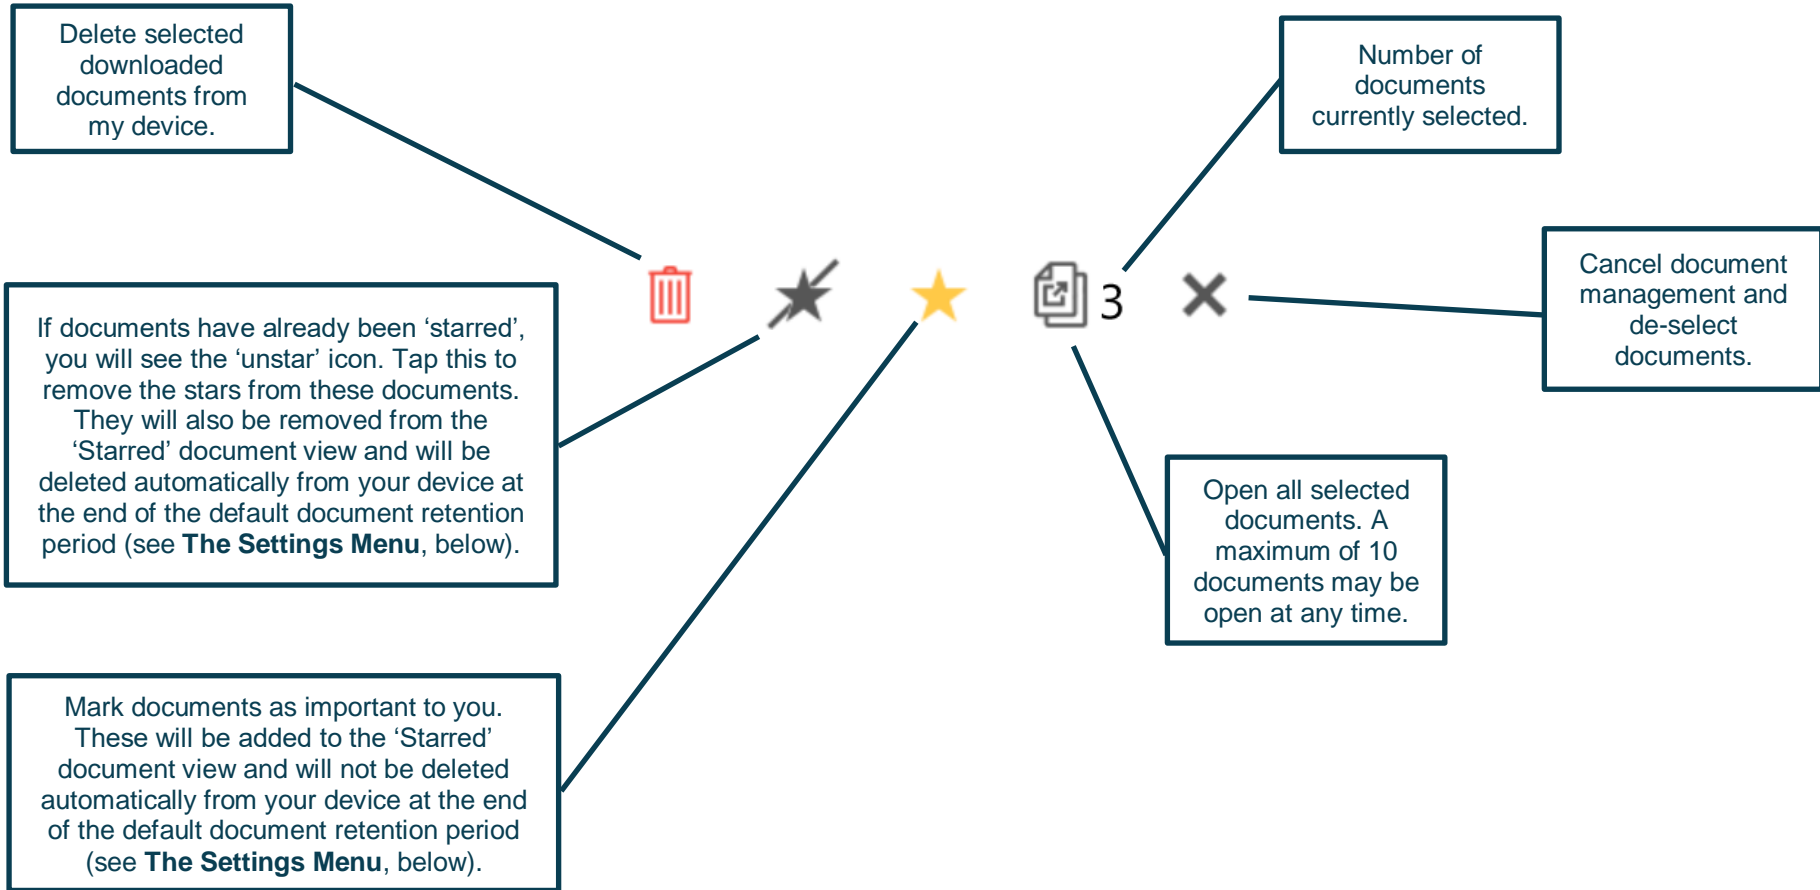 Delete selected
downloaded
documents from
my device.
Number of
documents
currently selected.
Cancel document
management and
de-select
documents.
3
If documents have already been ‘starred’,
you will see the ‘unstar’ icon. Tap this to
remove the stars from these documents.
They will also be removed from the
‘Starred’ document view and will be
deleted automatically from your device at
the end of the default document retention
period (see The Settings Menu, below).
Open all selected
documents. A
maximum of 10
documents may be
open at any time.
Mark documents as important to you.
These will be added to the ‘Starred’
document view and will not be deleted
automatically from your device at the end
of the default document retention period
(see The Settings Menu, below).